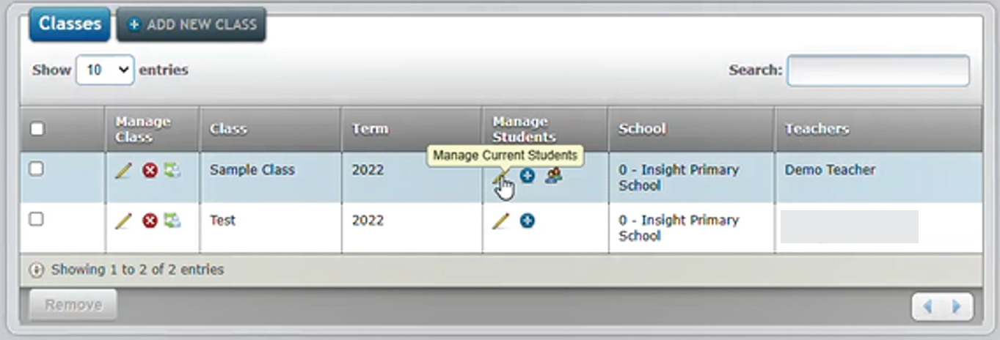 Classes ADD NEW CLASS
Show 10 entries Search:
Manage Class Class Term Manage Students School Teachers
Manage Current Students
Sample Class 2022 0 - Insight Primary School Demo Teacher
Test 2022 0 - Insight Primary School
Showing 1 to 2 of 2 entries
Remove